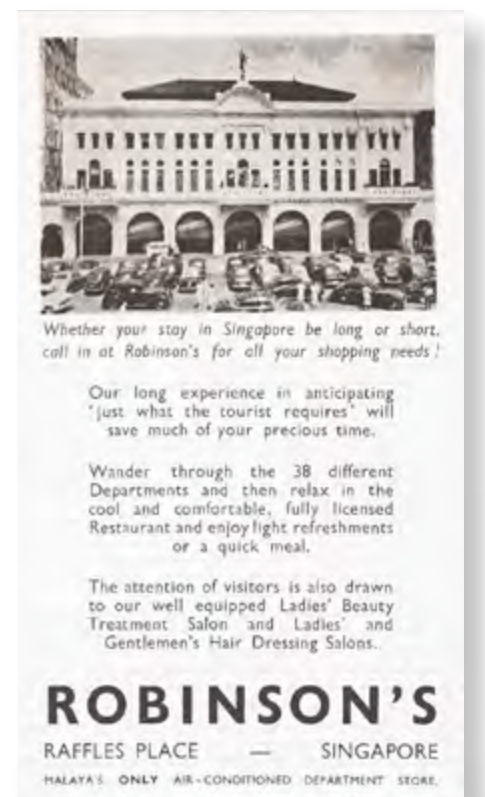 Whether your stay in Singapore be long or short,
call in at Robinson's for all your shopping needs !
Our long experience in anticipating
'just what the tourist requires' will
save much of your precious time.
Wander through the 38 different
Departments and then relax in the
cool and comfortable, fully licensed
Restaurant and enjoy light refreshments
or a quick meal.
The attention of visitors is also drawn
to our well equipped Ladies' Beauty
Treatment Salon and Ladies' and
Gentlemen's Hair Dressing Salons.
ROBINSON'S
RAFFLES PLACE — SINGAPORE
MALAYA'S ONLY AIR-CONDITIONED DEPARTMENT STORE.